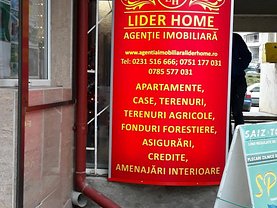 LIDER HOME
AGENȚIE IMOBILIARĂ
www.agentiaimobiliaraliderhome.ro
Tel: 0231 516 666; 0751 177 031
0785 577 031
APARTAMENTE,
CASE, TERENURI,
TERENURI AGRICOLE,
FONDURI FORESTIERE,
ASIGURĂRI,
CREDITE,
AMENAJĂRI INTERIOARE
SAIZ